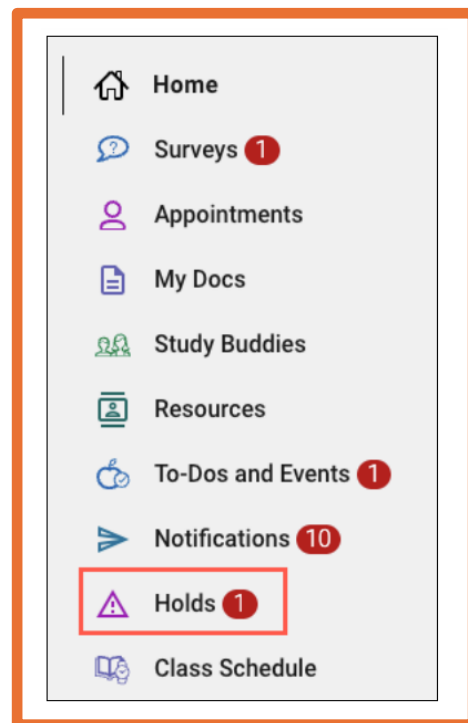 Home
Surveys 1
Appointments
My Docs
Study Buddies
Resources
To-Dos and Events 1
Notifications 10
Holds 1
Class Schedule